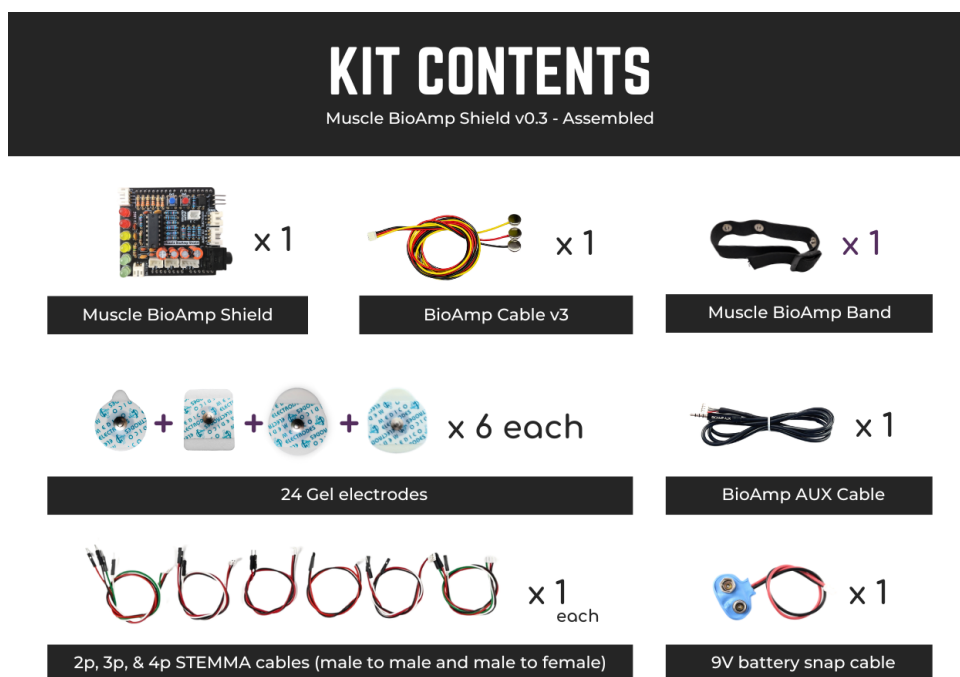 KIT CONTENTS
Muscle BioAmp Shield v0.3 - Assembled
x 1
x 1
x 1
Muscle BioAmp Shield
BioAmp Cable v3
Muscle BioAmp Band
+ + + x 6 each
x 1
24 Gel electrodes
BioAmp AUX Cable
x 1
each
x 1
2p, 3p, & 4p STEMMA cables (male to male and male to female)
9V battery snap cable